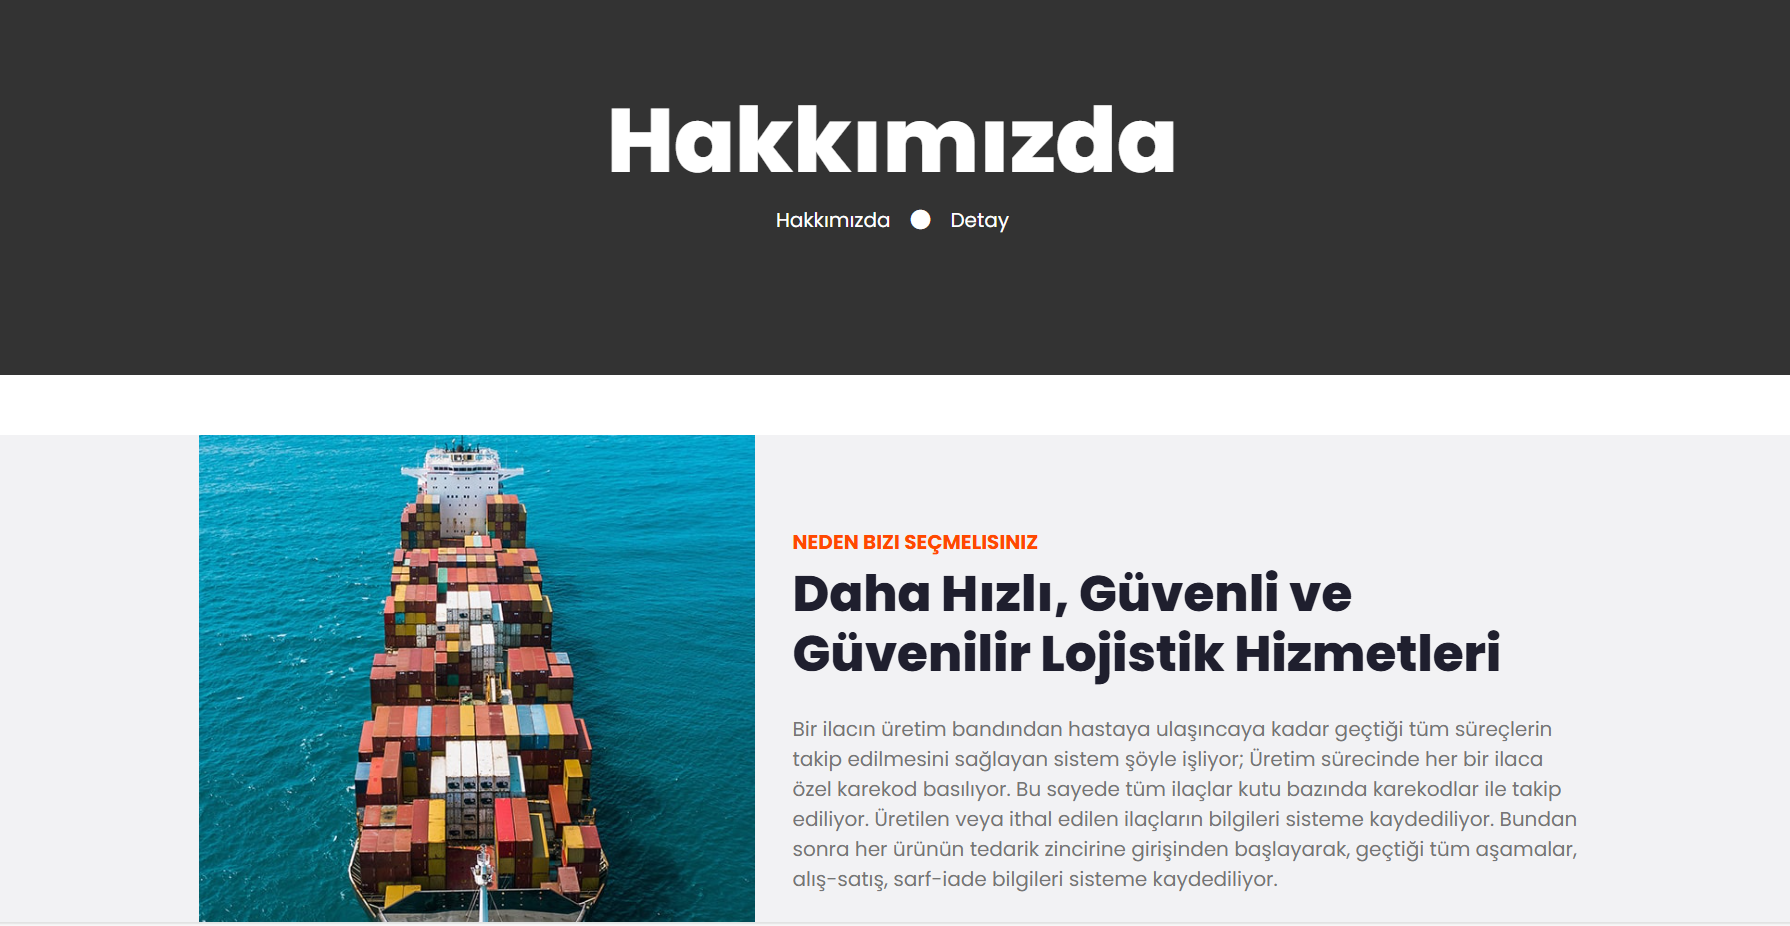 Hakkımızda
Hakkımızda Detay
NEDEN BIZI SEÇMELISINIZ
Daha Hızlı, Güvenli ve
Güvenilir Lojistik Hizmetleri
Bir ilacın üretim bandından hastaya ulaşıncaya kadar geçtiği tüm süreçlerin
takip edilmesini sağlayan sistem şöyle işliyor; Üretim sürecinde her bir ilaca
özel karekod basılıyor. Bu sayede tüm ilaçlar kutu bazında karekodlar ile takip
ediliyor. Üretilen veya ithal edilen ilaçların bilgileri sisteme kaydediliyor. Bundan
sonra her ürünün tedarik zincirine girişinden başlayarak, geçtiği tüm aşamalar,
alış-satış, sarf-iade bilgileri sisteme kaydediliyor.